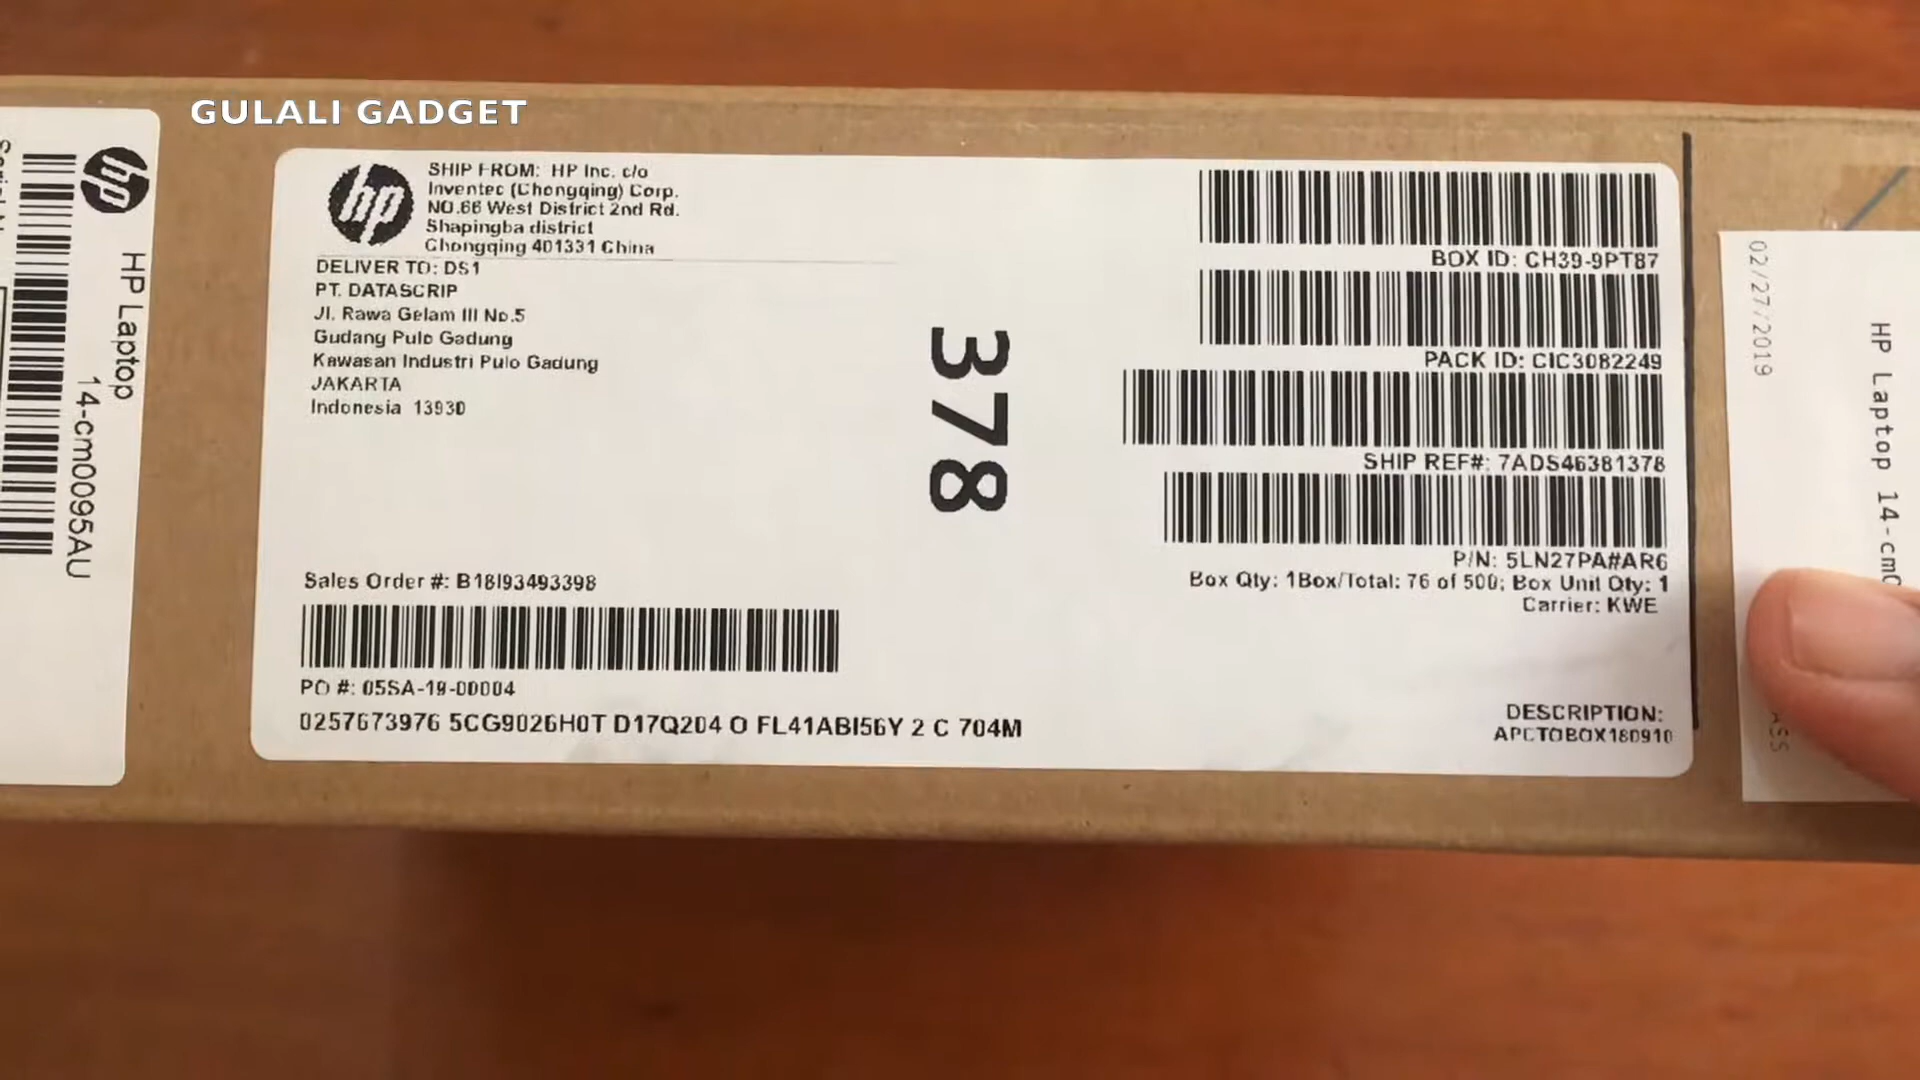 GULALI GADGET
hp
HP Laptop
14-cm0095AU
hp
SHIP FROM: HP Inc. c/o
Inventec (Chongqing) Corp.
NO.66 West District 2nd Rd.
Shapingba district
Chongqing 401331 China
DELIVER TO: DS1
PT. DATASCRIP
Jl. Rawa Gelam III No.5
Gudang Pulo Gadung
Kawasan Industri Pulo Gadung
JAKARTA
Indonesia 13930
378
BOX ID: CH39-9PT87
PACK ID: CIC3082249
SHIP REF#: 7ADS46381378
P/N: 5LN27PA#AR6
Box Qty: 1Box/Total: 76 of 500; Box Unit Qty: 1
Carrier: KWE
Sales Order #: B18I93493398
PO #: 05SA-19-00004
0257673976 5CG9026H0T D17Q204 O FL41ABI56Y 2 C 704M
DESCRIPTION:
APCTOBOX180910
02/27/2019
HP Laptop 14-cm0